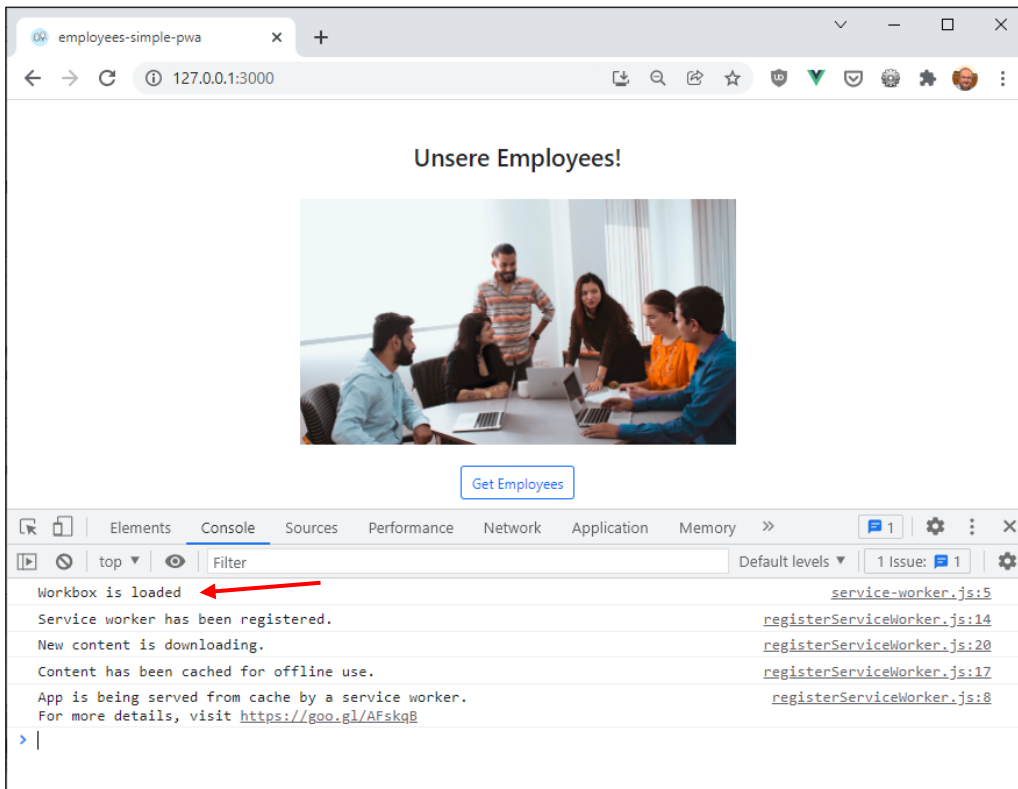 employees-simple-pwa
127.0.0.1:3000
Unsere Employees!
Get Employees
Elements Console Sources Performance Network Application Memory 1
top Filter Default levels 1 Issue: 1
Workbox is loaded service-worker.js:5
Service worker has been registered. registerServiceWorker.js:14
New content is downloading. registerServiceWorker.js:20
Content has been cached for offline use. registerServiceWorker.js:17
App is being served from cache by a service worker. registerServiceWorker.js:8
For more details, visit https://goo.gl/AFskqB